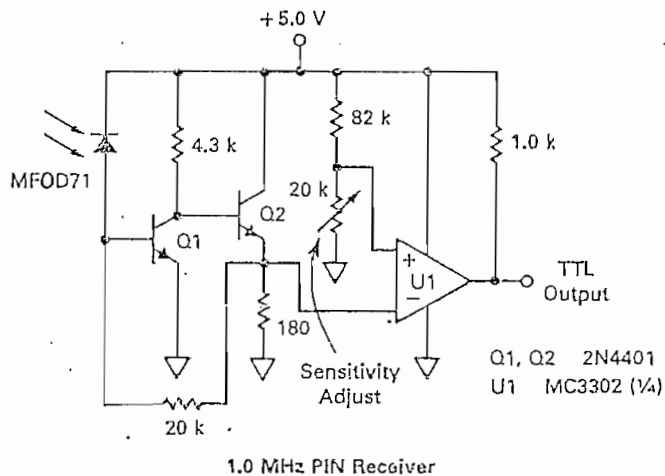 +5.0 V
82 k
1.0 k
4.3 k
MFOD71
20 k
Q2
Q1
+
U1
−
TTL
Output
180
Sensitivity
Adjust
Q1, Q2 2N4401
U1 MC3302 (¼)
20 k
1.0 MHz PIN Receiver